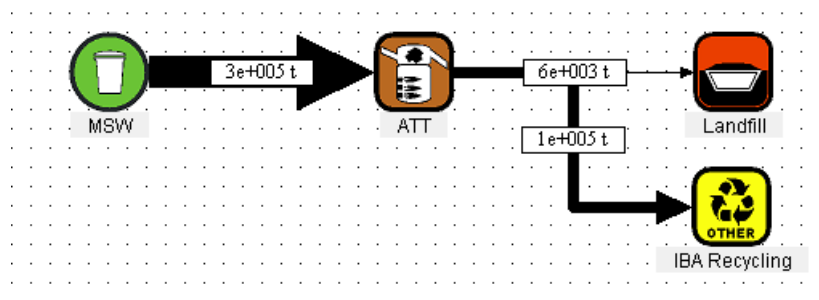 3e+005 t
6e+003 t
MSW
ATT
Landfill
1e+005 t
OTHER
IBA Recycling